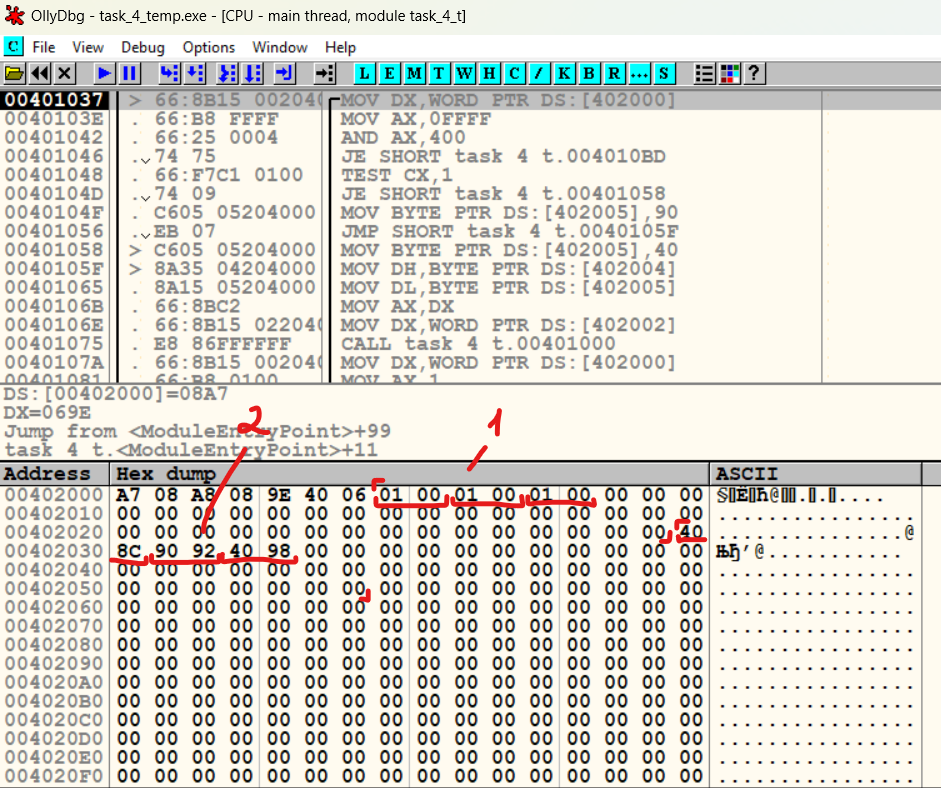 OllyDbg - task_4_temp.exe - [CPU - main thread, module task_4_t]
C File View Debug Options Window Help
L E M T W H C / K B R ... S ?
00401037 > 66:8B15 002040 MOV DX,WORD PTR DS:[402000]
0040103E . 66:B8 FFFF MOV AX,0FFFF
00401042 . 66:25 0004 AND AX,400
00401046 .v 74 75 JE SHORT task 4 t.004010BD
00401048 . 66:F7C1 0100 TEST CX,1
0040104D .v 74 09 JE SHORT task 4 t.00401058
0040104F . C605 05204000 MOV BYTE PTR DS:[402005],90
00401056 .v EB 07 JMP SHORT task 4 t.0040105F
00401058 > C605 05204000 MOV BYTE PTR DS:[402005],40
0040105F > 8A35 04204000 MOV DH,BYTE PTR DS:[402004]
00401065 . 8A15 05204000 MOV DL,BYTE PTR DS:[402005]
0040106B . 66:8BC2 MOV AX,DX
0040106E . 66:8B15 022040 MOV DX,WORD PTR DS:[402002]
00401075 . E8 86FFFFFF CALL task 4 t.00401000
0040107A . 66:8B15 002040 MOV DX,WORD PTR DS:[402000]
00401081 . 66:B8 0100 MOV AX,1
DS:[00402000]=08A7
DX=069E
Jump from <ModuleEntryPoint>+99
task 4 t.<ModuleEntryPoint>+11
2 1
Address Hex dump ASCII
00402000 A7 08 A8 08 9E 40 06 01 00 01 00 01 00 00 00 00
00402010 00 00 00 00 00 00 00 00 00 00 00 00 00 00 00 00 ................
00402020 00 00 00 00 00 00 00 00 00 00 00 00 00 00 00 40 ...............@
00402030 8C 90 92 40 98 00 00 00 00 00 00 00 00 00 00 00 ЊЂ’@...........
00402040 00 00 00 00 00 00 00 00 00 00 00 00 00 00 00 00 ................
00402050 00 00 00 00 00 00 00 00 00 00 00 00 00 00 00 00 ................
00402060 00 00 00 00 00 00 00 00 00 00 00 00 00 00 00 00 ................
00402070 00 00 00 00 00 00 00 00 00 00 00 00 00 00 00 00 ................
00402080 00 00 00 00 00 00 00 00 00 00 00 00 00 00 00 00 ................
00402090 00 00 00 00 00 00 00 00 00 00 00 00 00 00 00 00 ................
004020A0 00 00 00 00 00 00 00 00 00 00 00 00 00 00 00 00 ................
004020B0 00 00 00 00 00 00 00 00 00 00 00 00 00 00 00 00 ................
004020C0 00 00 00 00 00 00 00 00 00 00 00 00 00 00 00 00 ................
004020D0 00 00 00 00 00 00 00 00 00 00 00 00 00 00 00 00 ................
004020E0 00 00 00 00 00 00 00 00 00 00 00 00 00 00 00 00 ................
004020F0 00 00 00 00 00 00 00 00 00 00 00 00 00 00 00 00 ................